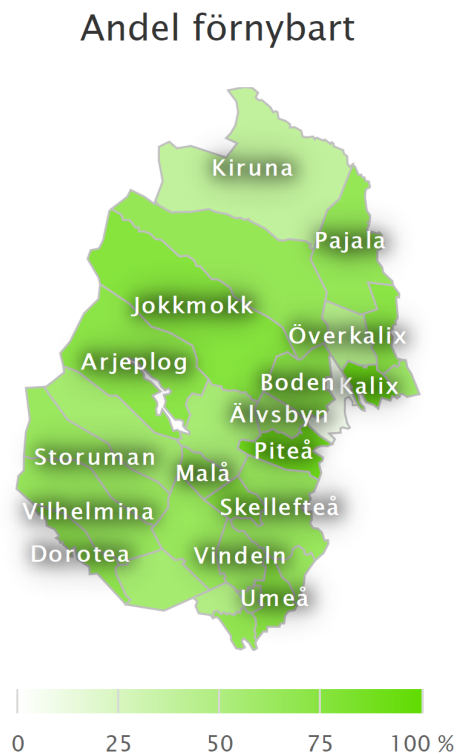 Andel förnybart
Kiruna
Pajala
Jokkmokk
Överkalix
Arjeplog
Boden
Kalix
Älvsbyn
Piteå
Storuman
Malå
Skellefteå
Vilhelmina
Dorotea
Vindeln
Umeå
0 25 50 75 100 %